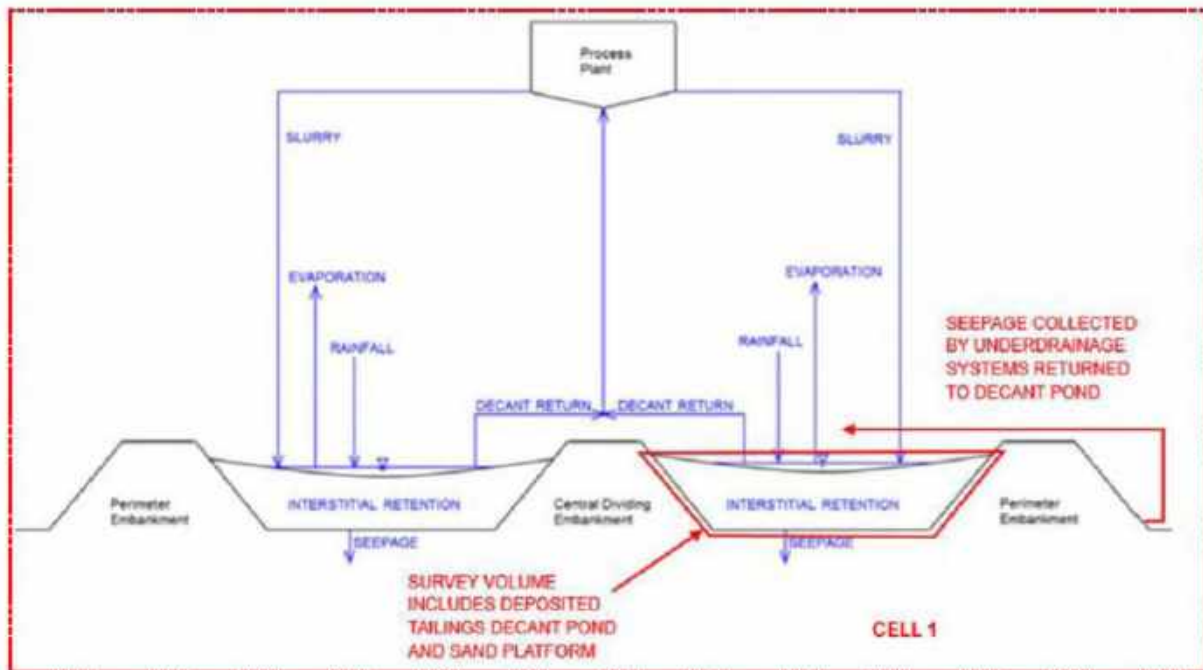 Process
Plant
SLURRY
SLURRY
EVAPORATION
EVAPORATION
RAINFALL
RAINFALL
SEEPAGE COLLECTED
BY UNDERDRAINAGE
SYSTEMS RETURNED
TO DECANT POND
DECANT RETURN
DECANT RETURN
Perimeter
Embankment
INTERSTITIAL RETENTION
Central Dividing
Embankment
INTERSTITIAL RETENTION
Perimeter
Embankment
SEEPAGE
SEEPAGE
SURVEY VOLUME
INCLUDES DEPOSITED
TAILINGS DECANT POND
AND SAND PLATFORM
CELL 1